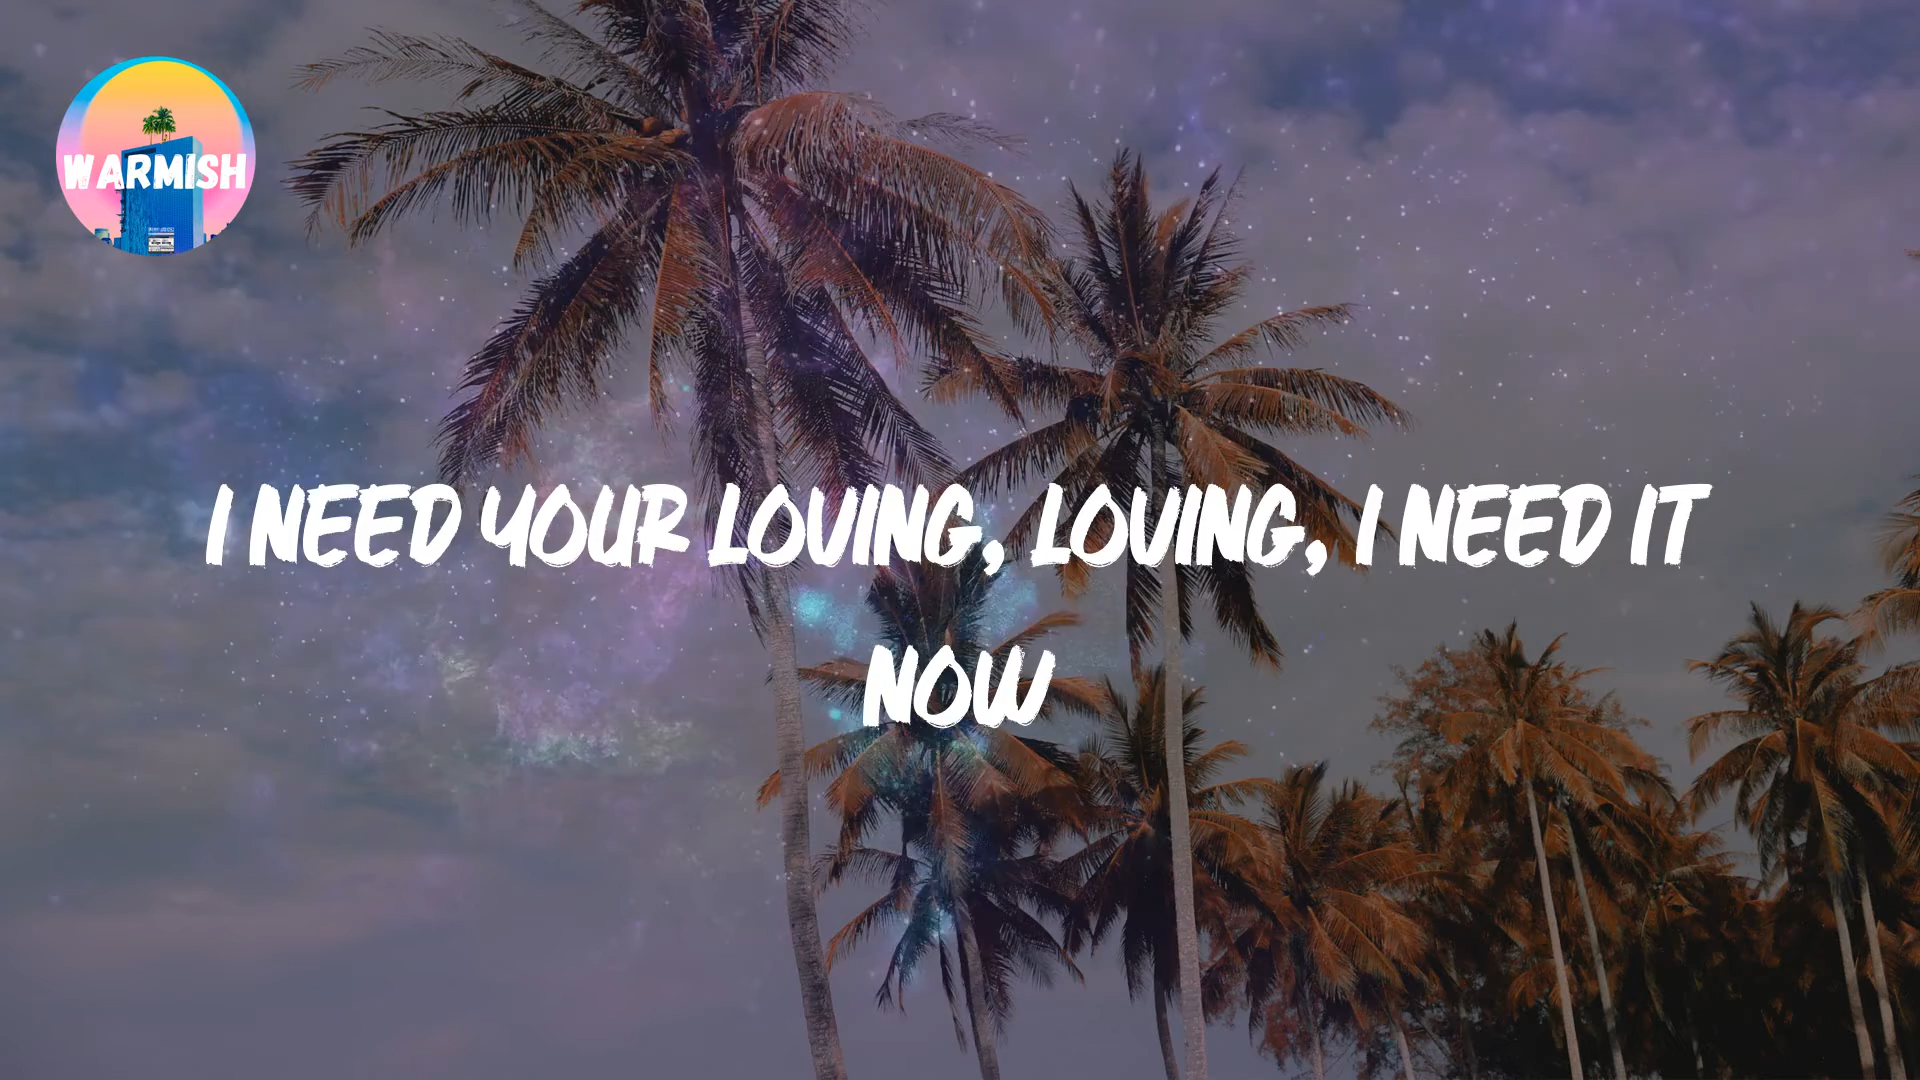 WARMISH
I NEED YOUR LOVING, LOVING, I NEED IT
NOW